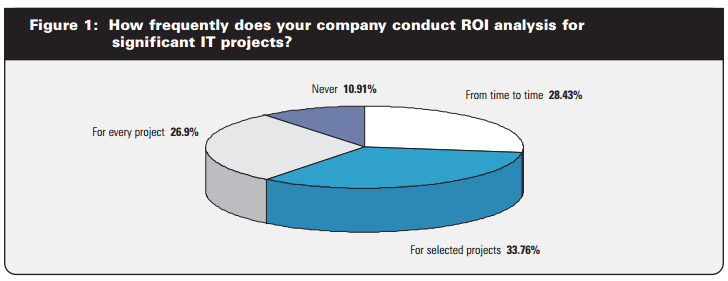 Figure 1: How frequently does your company conduct ROI analysis for
significant IT projects?
Never 10.91%
From time to time 28.43%
For every project 26.9%
For selected projects 33.76%